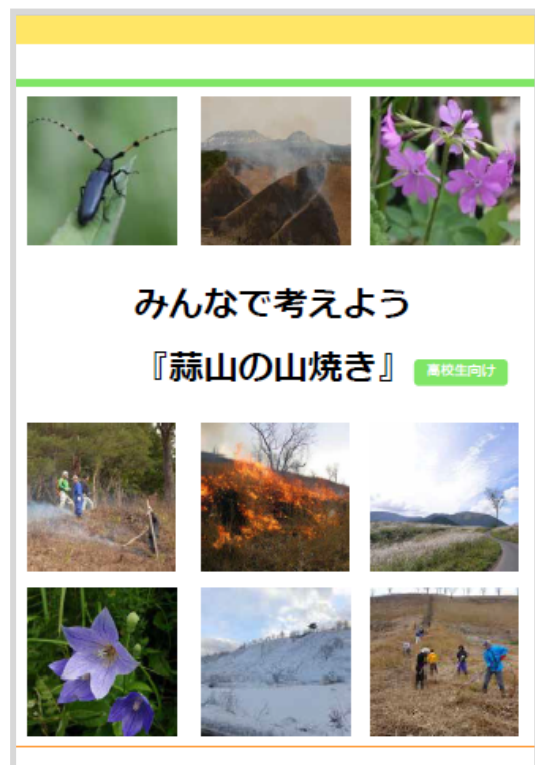 みんなで考えよう
『蒜山の山焼き』
高校生向け